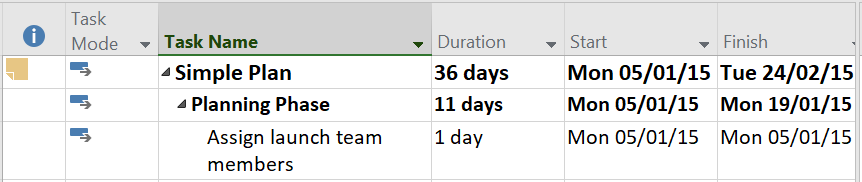 Task Mode Task Name Duration Start Finish
Simple Plan 36 days Mon 05/01/15 Tue 24/02/15
Planning Phase 11 days Mon 05/01/15 Mon 19/01/15
Assign launch team members 1 day Mon 05/01/15 Mon 05/01/15